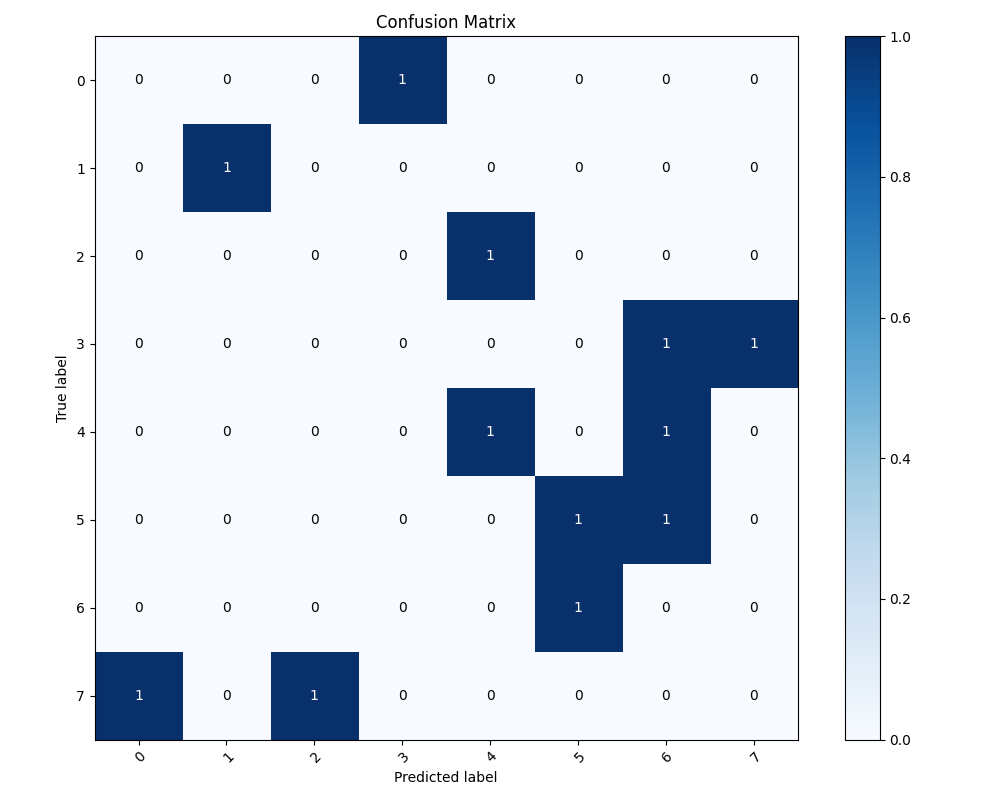 Confusion Matrix
True label
0 0 0 0 1 0 0 0 0
1 0 1 0 0 0 0 0 0
2 0 0 0 0 1 0 0 0
3 0 0 0 0 0 0 1 1
4 0 0 0 0 1 0 1 0
5 0 0 0 0 0 1 1 0
6 0 0 0 0 0 1 0 0
7 1 0 1 0 0 0 0 0
0 1 2 3 4 5 6 7
Predicted label
1.0
0.8
0.6
0.4
0.2
0.0